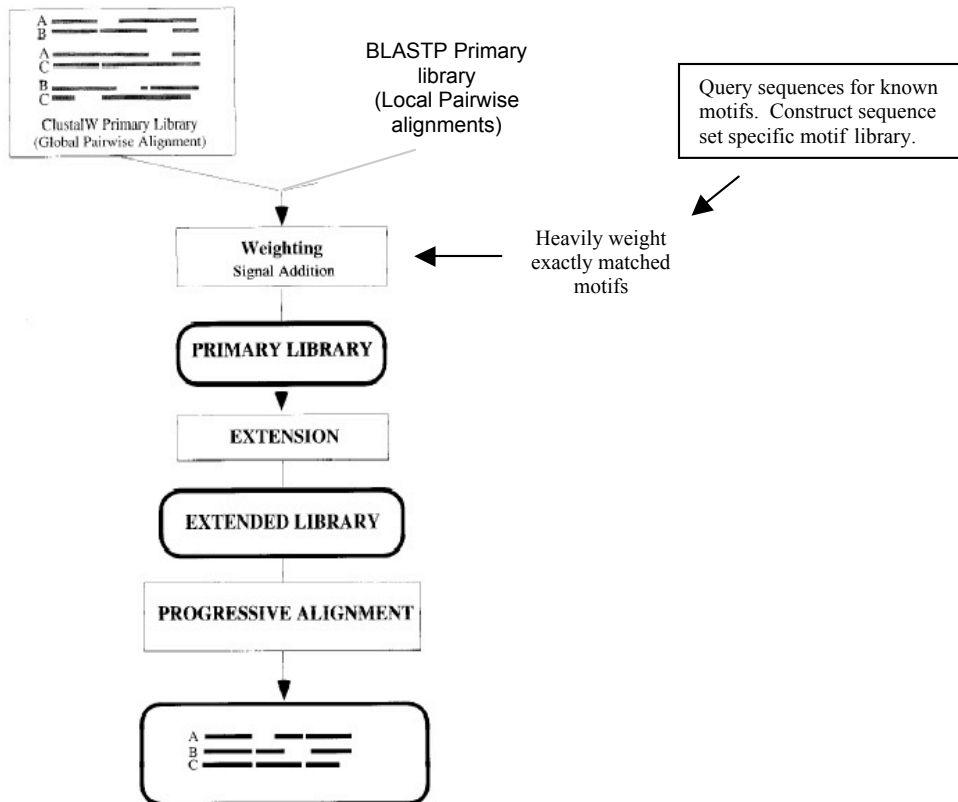 A
B
A
C
B
C
ClustalW Primary Library
(Global Pairwise Alignment)
BLASTP Primary
library
(Local Pairwise
alignments)
Query sequences for known
motifs. Construct sequence
set specific motif library.
Weighting
Signal Addition
Heavily weight
exactly matched
motifs
PRIMARY LIBRARY
EXTENSION
EXTENDED LIBRARY
PROGRESSIVE ALIGNMENT
A
B
C